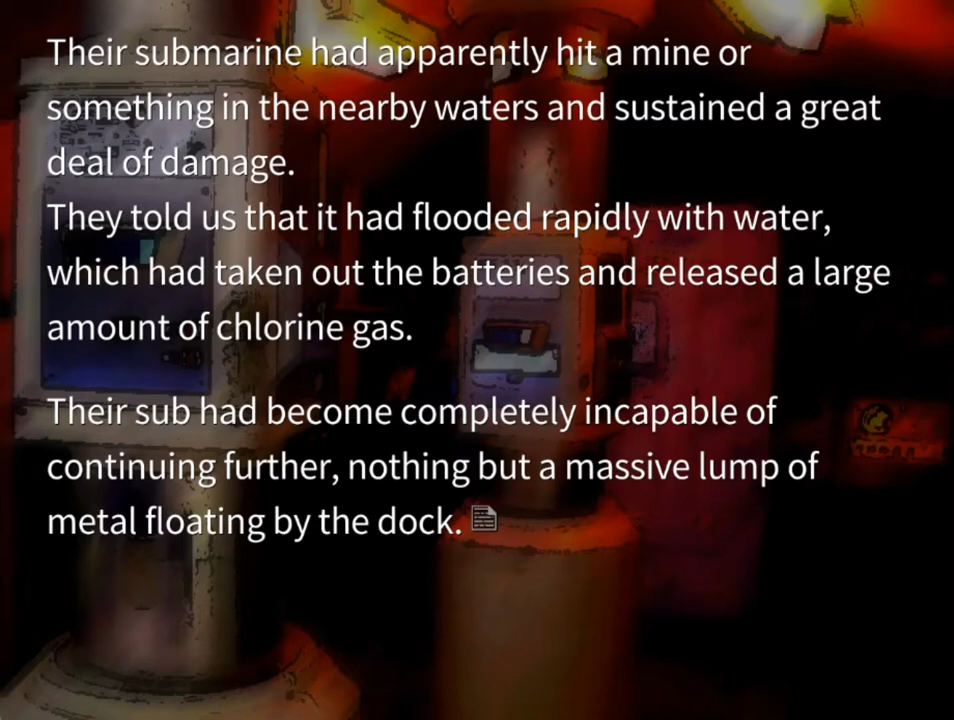 Their submarine had apparently hit a mine or
something in the nearby waters and sustained a great
deal of damage.
They told us that it had flooded rapidly with water,
which had taken out the batteries and released a large
amount of chlorine gas.
Their sub had become completely incapable of
continuing further, nothing but a massive lump of
metal floating by the dock.